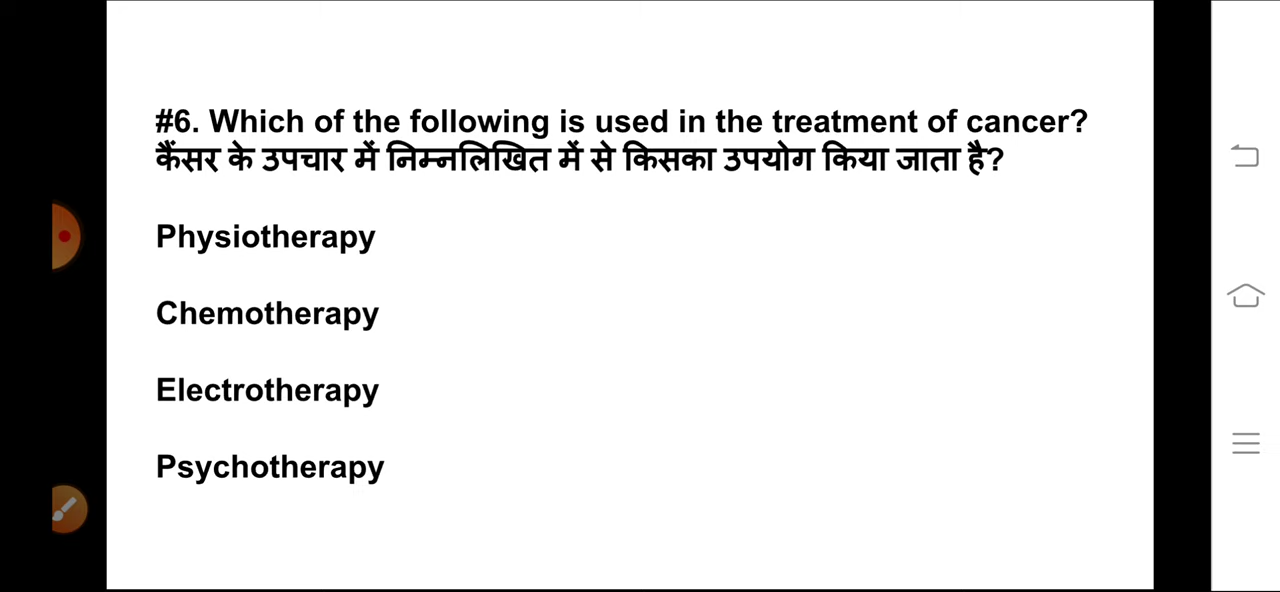 #6. Which of the following is used in the treatment of cancer?
कैंसर के उपचार में निम्नलिखित में से किसका उपयोग किया जाता है?
Physiotherapy
Chemotherapy
Electrotherapy
Psychotherapy